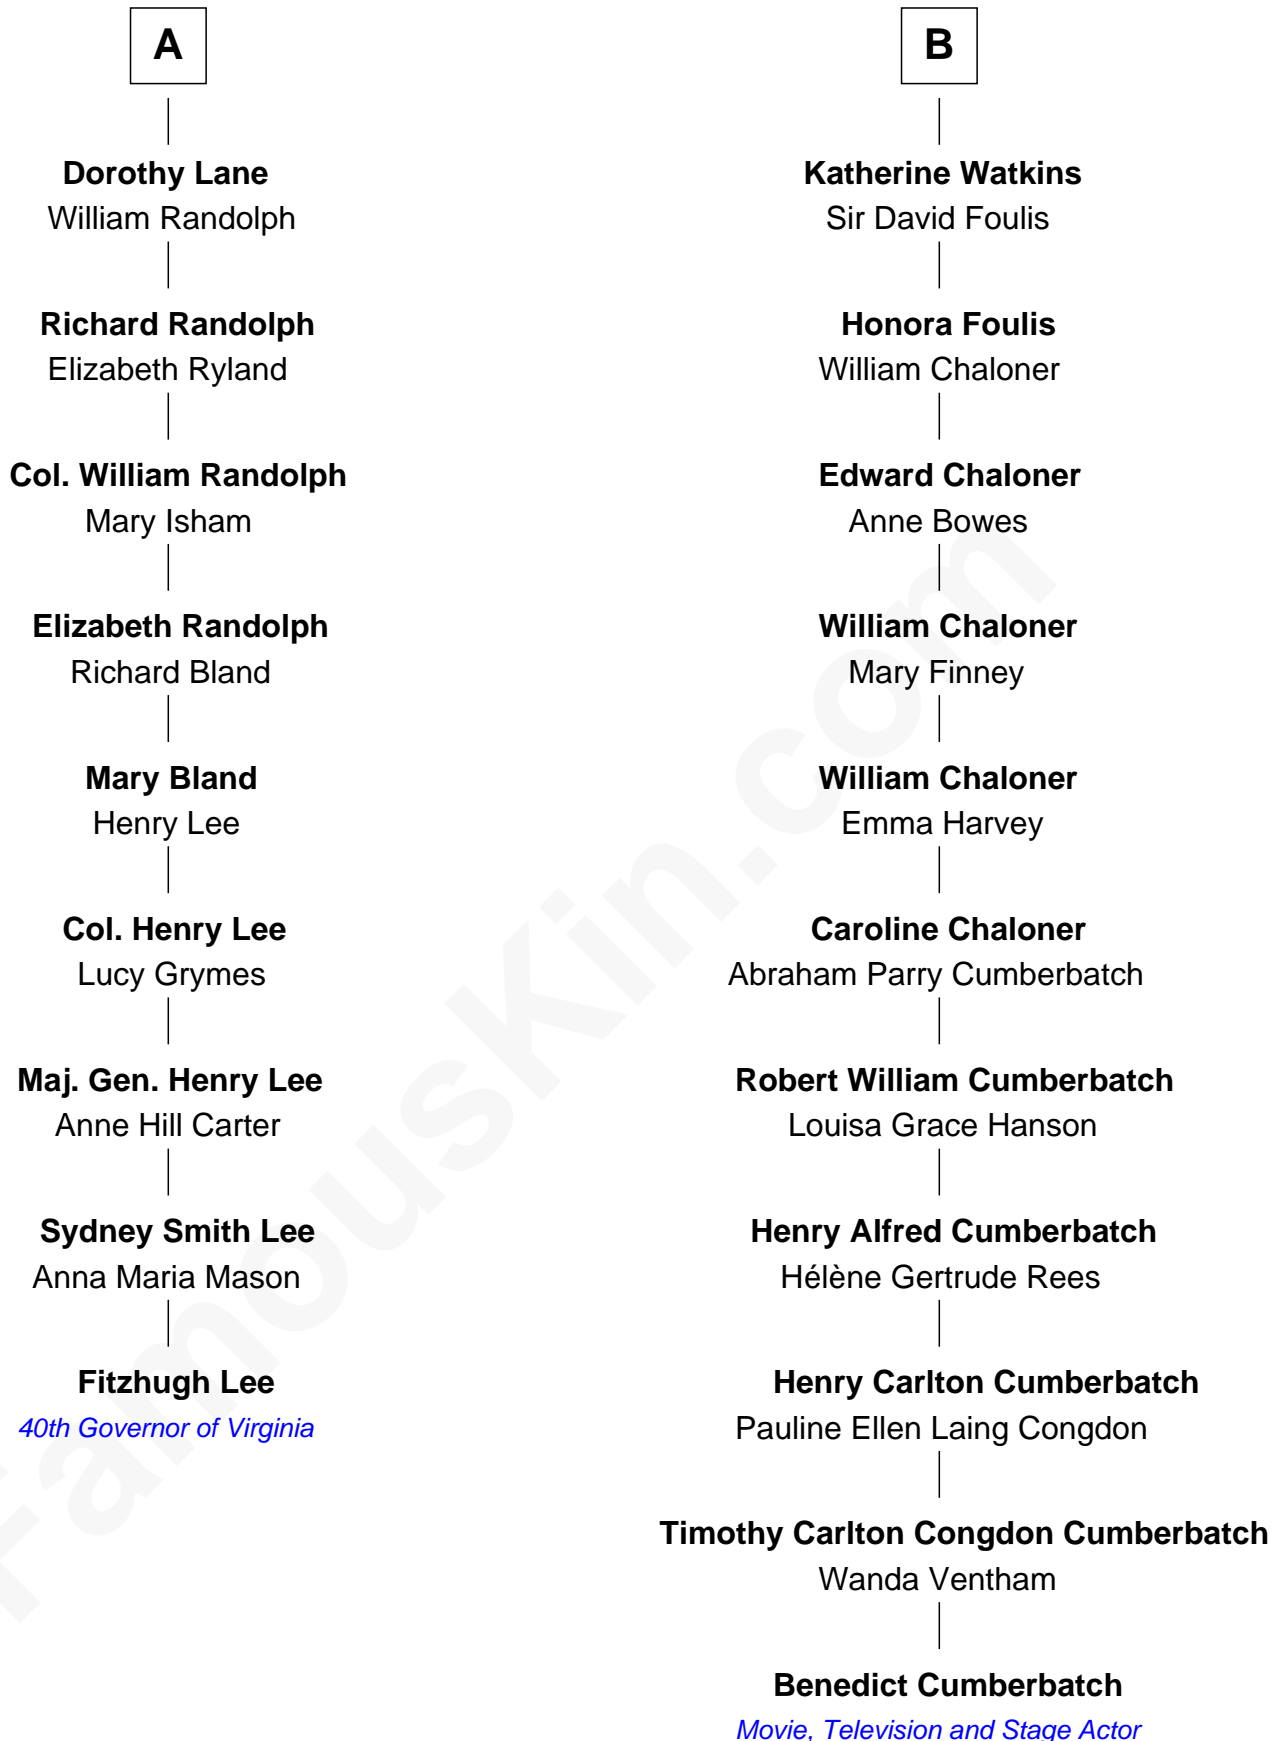 A
Dorothy Lane
William Randolph
Richard Randolph
Elizabeth Ryland
Col. William Randolph
Mary Isham
Elizabeth Randolph
Richard Bland
Mary Bland
Henry Lee
Col. Henry Lee
Lucy Grymes
Maj. Gen. Henry Lee
Anne Hill Carter
Sydney Smith Lee
Anna Maria Mason
Fitzhugh Lee
40th Governor of Virginia
B
Katherine Watkins
Sir David Foulis
Honora Foulis
William Chaloner
Edward Chaloner
Anne Bowes
William Chaloner
Mary Finney
William Chaloner
Emma Harvey
Caroline Chaloner
Abraham Parry Cumberbatch
Robert William Cumberbatch
Louisa Grace Hanson
Henry Alfred Cumberbatch
Hélène Gertrude Rees
Henry Carlton Cumberbatch
Pauline Ellen Laing Congdon
Timothy Carlton Congdon Cumberbatch
Wanda Ventham
Benedict Cumberbatch
Movie, Television and Stage Actor
FamousKin.com